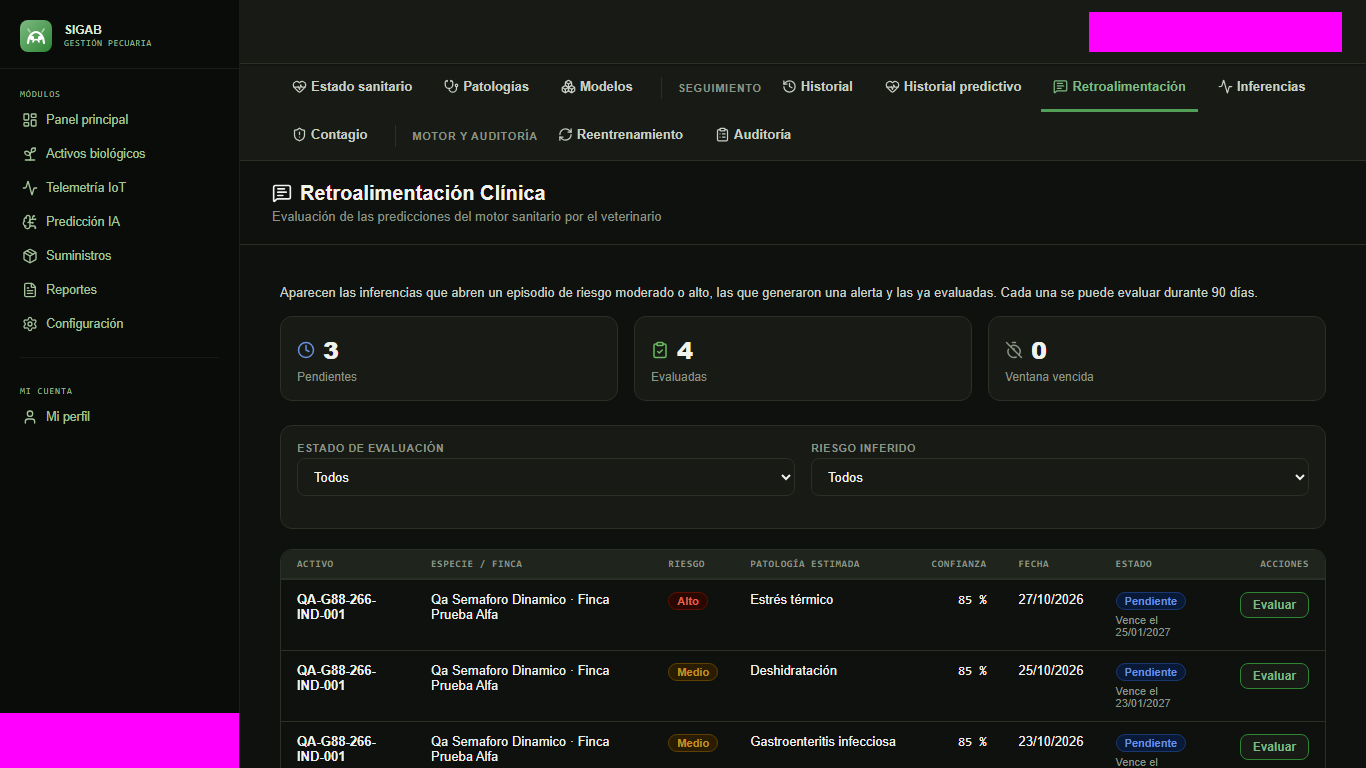 SIGAB
GESTIÓN PECUARIA
MÓDULOS
Panel principal
Activos biológicos
Telemetría IoT
Predicción IA
Suministros
Reportes
Configuración
MI CUENTA
Mi perfil
Estado sanitario
Patologías
Modelos
SEGUIMIENTO
Historial
Historial predictivo
Retroalimentación
Inferencias
Contagio
MOTOR Y AUDITORÍA
Reentrenamiento
Auditoría
Retroalimentación Clínica
Evaluación de las predicciones del motor sanitario por el veterinario
Aparecen las inferencias que abren un episodio de riesgo moderado o alto, las que generaron una alerta y las ya evaluadas. Cada una se puede evaluar durante 90 días.
3
Pendientes
4
Evaluadas
0
Ventana vencida
ESTADO DE EVALUACIÓN
Todos
RIESGO INFERIDO
Todos
ACTIVO ESPECIE / FINCA RIESGO PATOLOGÍA ESTIMADA CONFIANZA FECHA ESTADO ACCIONES
QA-G88-266-
IND-001
Qa Semaforo Dinamico · Finca
Prueba Alfa
Alto
Estrés térmico
85 %
27/10/2026
Pendiente
Vence el
25/01/2027
Evaluar
QA-G88-266-
IND-001
Qa Semaforo Dinamico · Finca
Prueba Alfa
Medio
Deshidratación
85 %
25/10/2026
Pendiente
Vence el
23/01/2027
Evaluar
QA-G88-266-
IND-001
Qa Semaforo Dinamico · Finca
Prueba Alfa
Medio
Gastroenteritis infecciosa
85 %
23/10/2026
Pendiente
Vence el
Evaluar